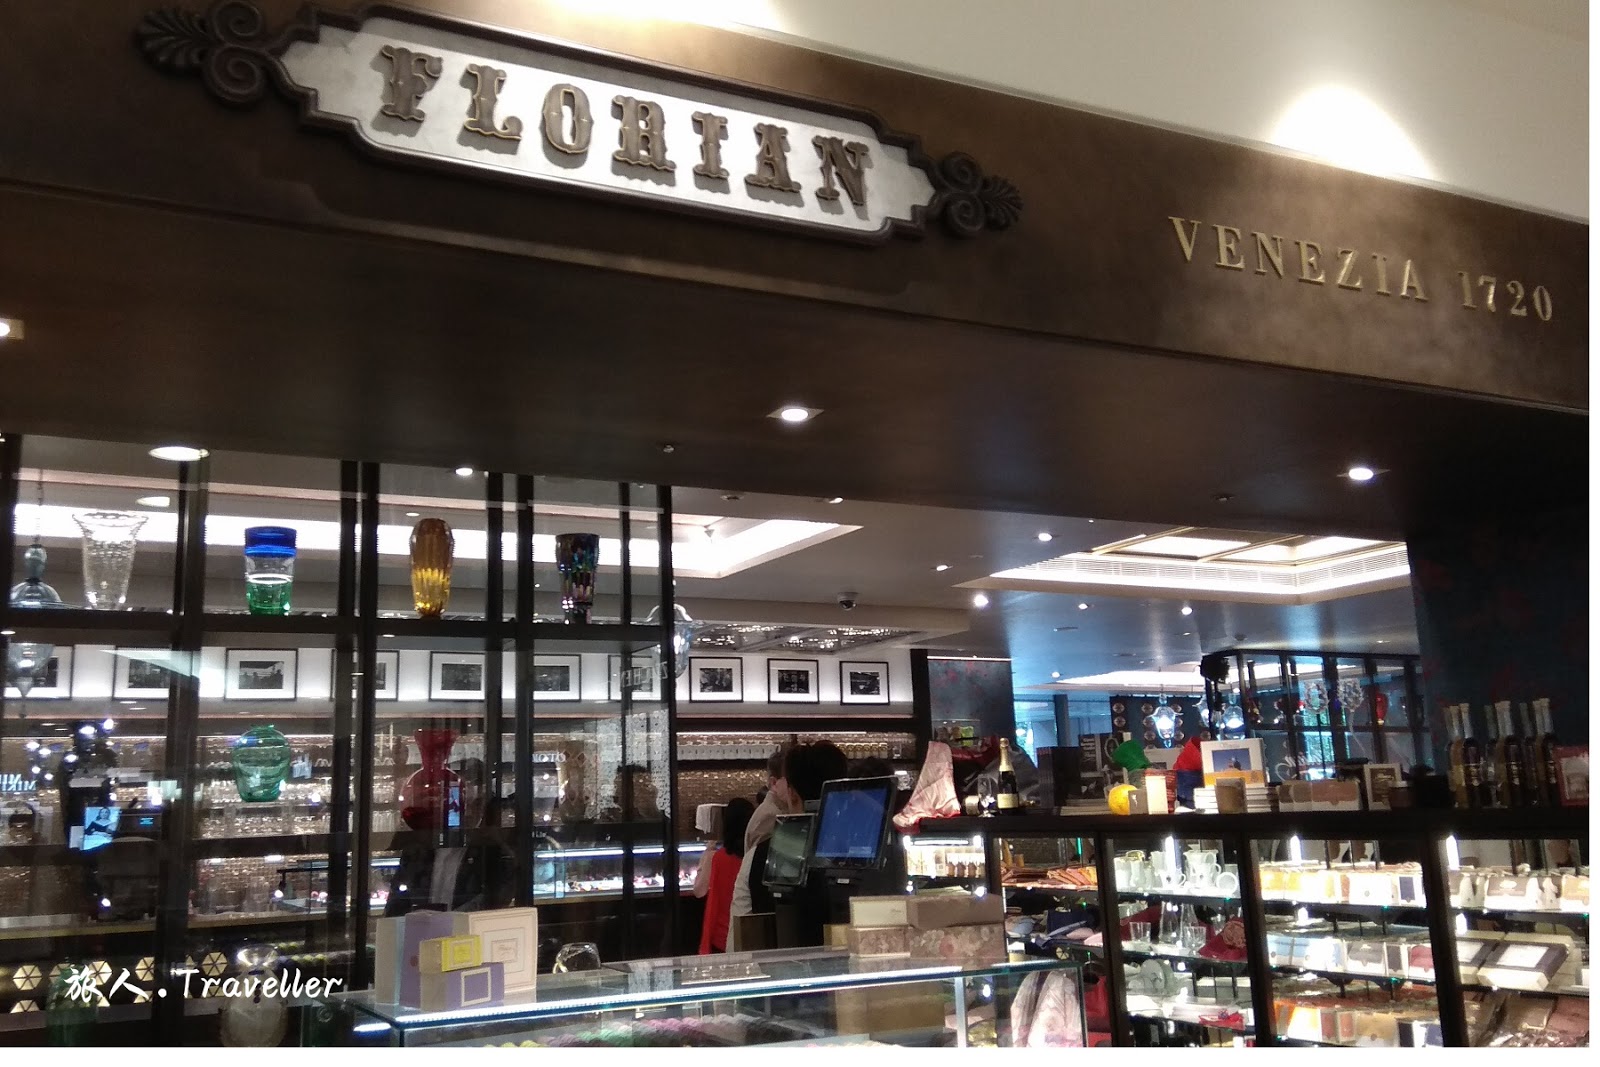 FLORIAN
VENEZIA 1720
旅人.Traveller